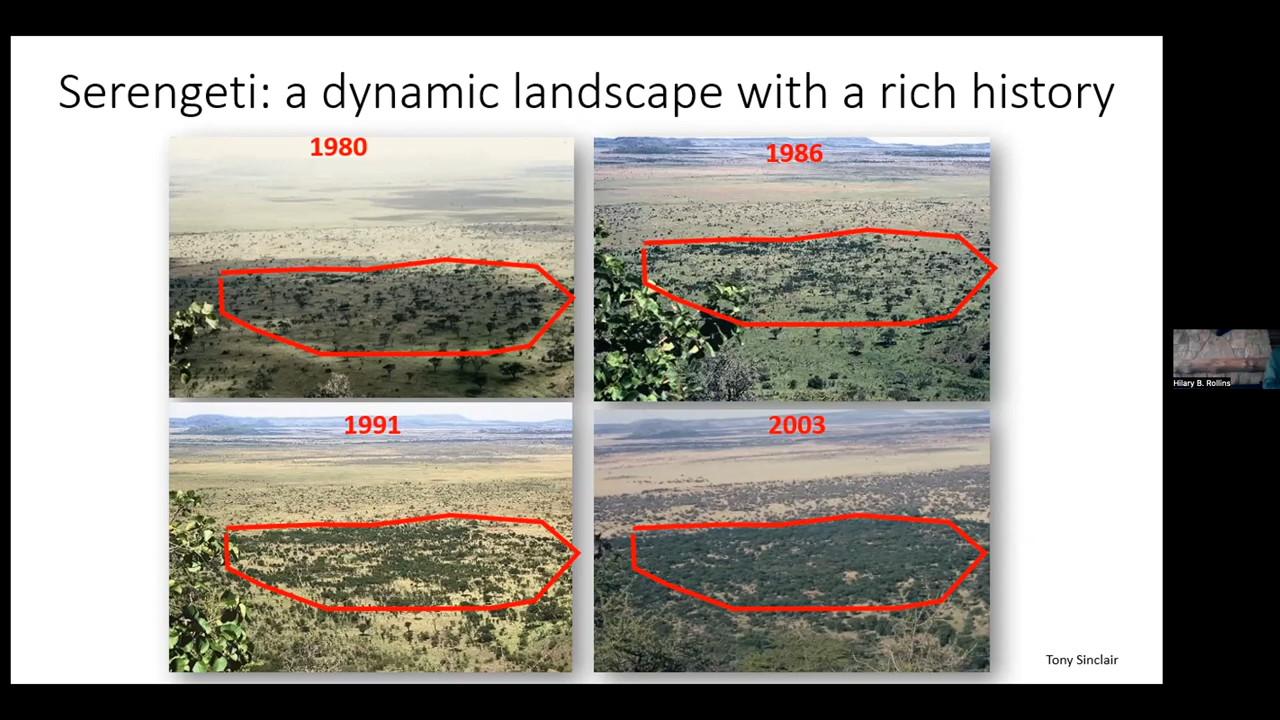 Serengeti: a dynamic landscape with a rich history
1980
1986
1991
2003
Tony Sinclair
Hilary B. Rollins